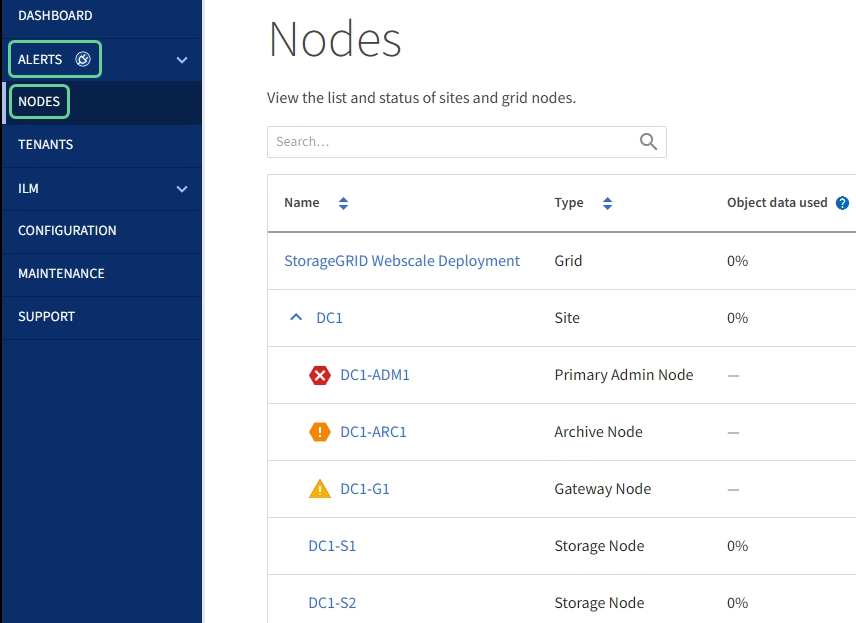 DASHBOARD
ALERTS
NODES
TENANTS
ILM
CONFIGURATION
MAINTENANCE
SUPPORT
Nodes
View the list and status of sites and grid nodes.
Search...
Name Type Object data used ?
StorageGRID Webscale Deployment Grid 0%
DC1 Site 0%
DC1-ADM1 Primary Admin Node —
DC1-ARC1 Archive Node —
DC1-G1 Gateway Node —
DC1-S1 Storage Node 0%
DC1-S2 Storage Node 0%